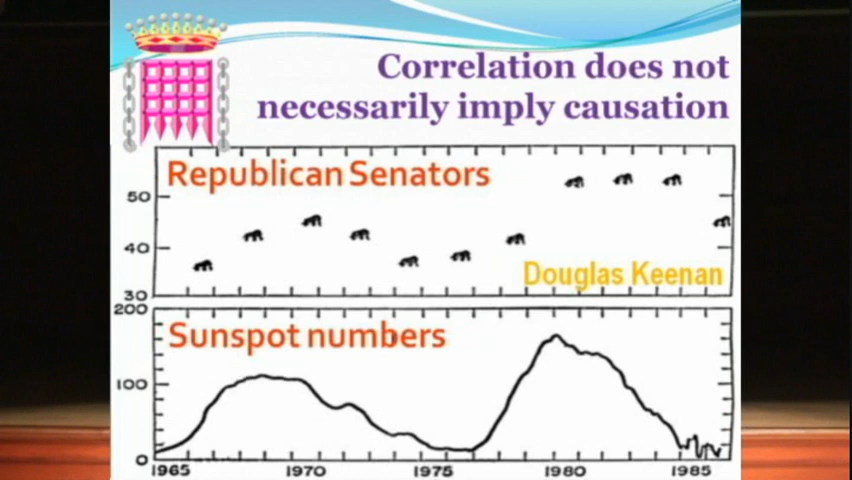 Correlation does not
necessarily imply causation
Republican Senators
50
40
Douglas Keenan
30
200
Sunspot numbers
100
0
1965 1970 1975 1980 1985